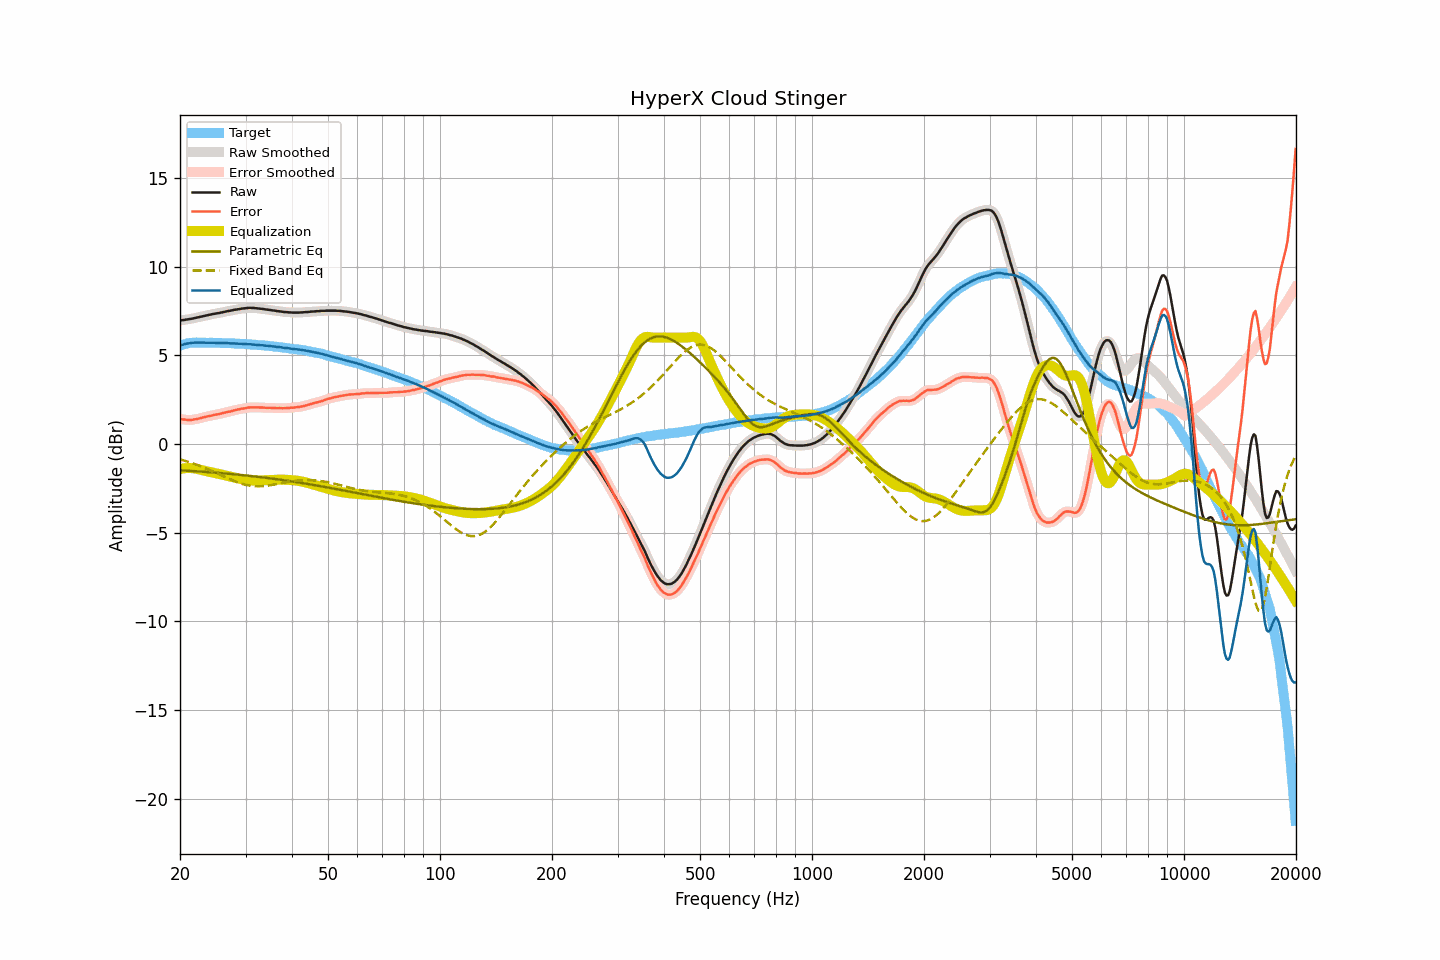 HyperX Cloud Stinger
Target
Raw Smoothed
Error Smoothed
Raw
Error
Equalization
Parametric Eq
Fixed Band Eq
Equalized
15
10
5
0
−5
−10
−15
−20
Amplitude (dBr)
20 50 100 200 500 1000 2000 5000 10000 20000
Frequency (Hz)